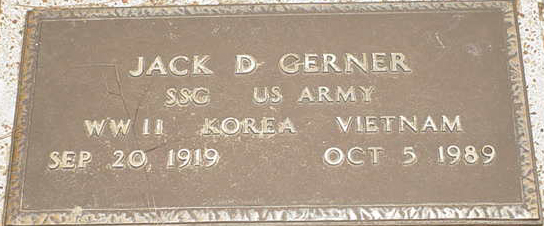 JACK D GERNER
SSG US ARMY
WW II KOREA VIETNAM
SEP 20 1919 OCT 5 1989